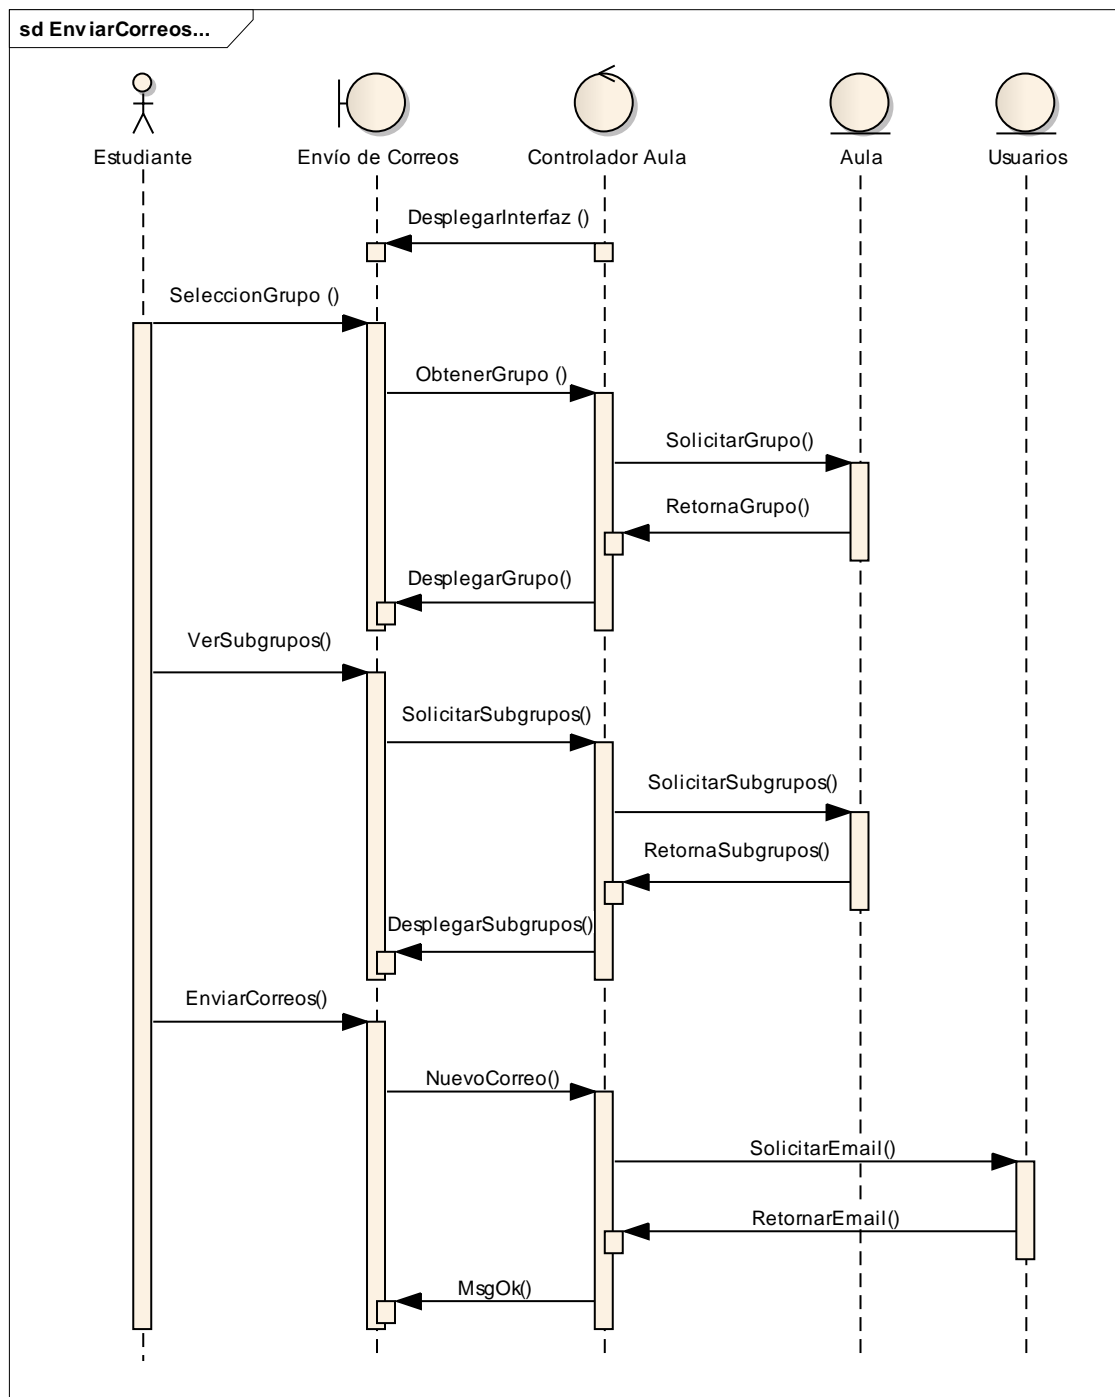 sd EnviarCorreos...
Estudiante
Envío de Correos
Controlador Aula
Aula
Usuarios
DesplegarInterfaz ()
SeleccionGrupo ()
ObtenerGrupo ()
SolicitarGrupo()
RetornaGrupo()
DesplegarGrupo()
VerSubgrupos()
SolicitarSubgrupos()
SolicitarSubgrupos()
RetornaSubgrupos()
DesplegarSubgrupos()
EnviarCorreos()
NuevoCorreo()
SolicitarEmail()
RetornarEmail()
MsgOk()